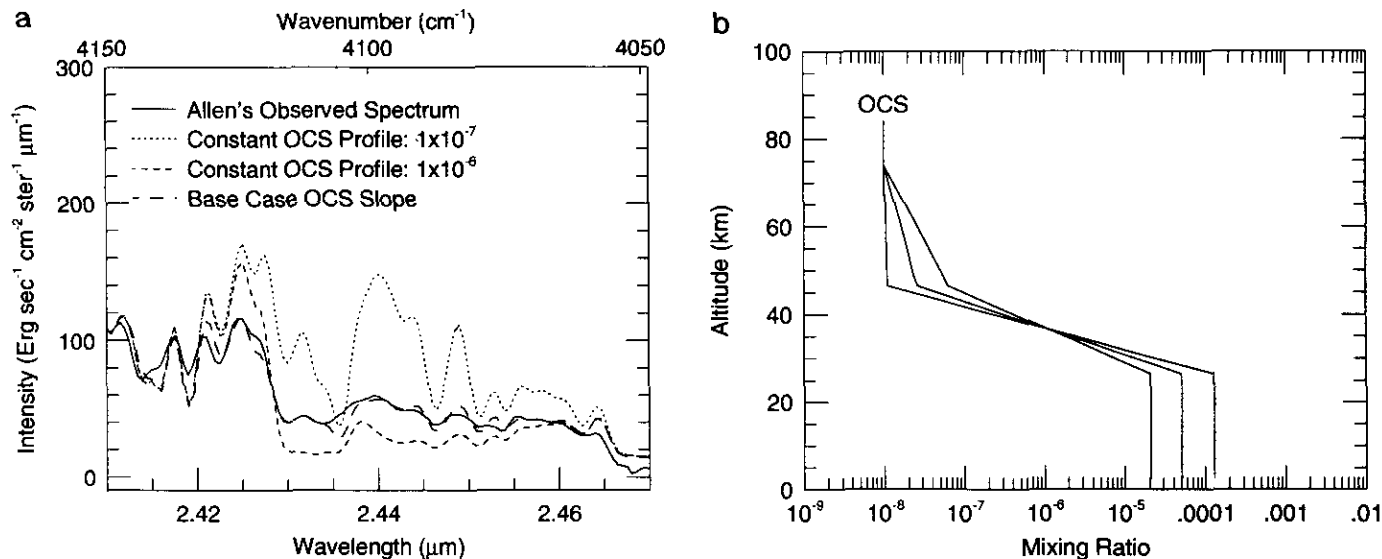 a
Wavenumber (cm⁻¹)
4150 4100 4050
300
200
100
0
Intensity (Erg sec⁻¹ cm⁻² ster⁻¹ μm⁻¹)
Allen's Observed Spectrum
Constant OCS Profile: 1x10⁻⁷
Constant OCS Profile: 1x10⁻⁶
Base Case OCS Slope
2.42 2.44 2.46
Wavelength (μm)
b
100
80
60
40
20
0
Altitude (km)
OCS
10⁻⁹ 10⁻⁸ 10⁻⁷ 10⁻⁶ 10⁻⁵ .0001 .001 .01
Mixing Ratio